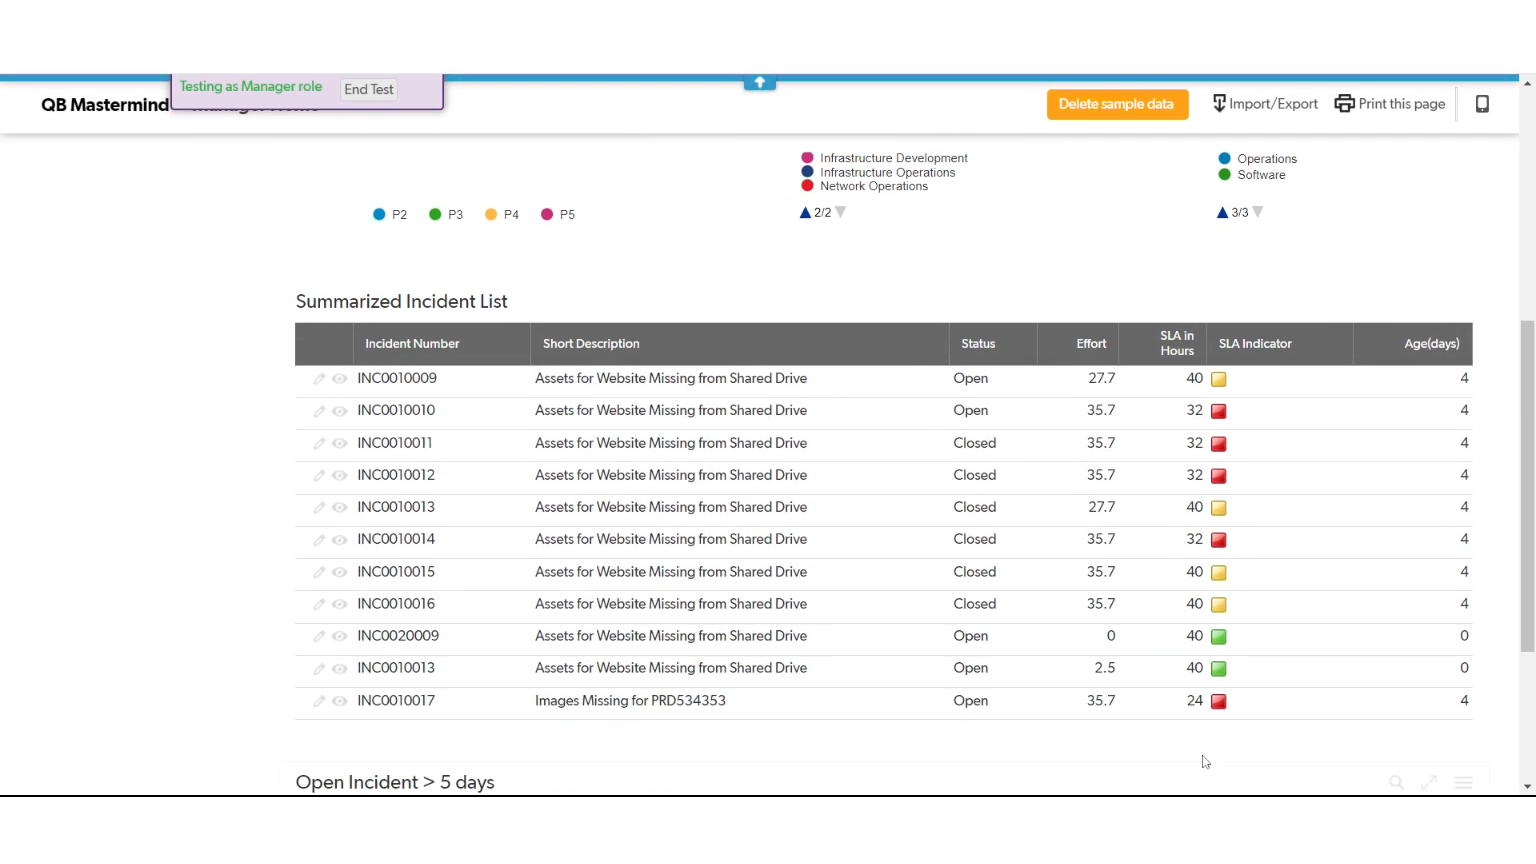 Testing as Manager role End Test
QB Mastermind
Delete sample data Import/Export Print this page
Infrastructure Development
Infrastructure Operations
Network Operations
2/2
Operations
Software
3/3
P2 P3 P4 P5
Summarized Incident List
Incident Number Short Description Status Effort SLA in Hours SLA Indicator Age(days)
INC0010009 Assets for Website Missing from Shared Drive Open 27.7 40 4
INC0010010 Assets for Website Missing from Shared Drive Open 35.7 32 4
INC0010011 Assets for Website Missing from Shared Drive Closed 35.7 32 4
INC0010012 Assets for Website Missing from Shared Drive Closed 35.7 32 4
INC0010013 Assets for Website Missing from Shared Drive Closed 27.7 40 4
INC0010014 Assets for Website Missing from Shared Drive Closed 35.7 32 4
INC0010015 Assets for Website Missing from Shared Drive Closed 35.7 40 4
INC0010016 Assets for Website Missing from Shared Drive Closed 35.7 40 4
INC0020009 Assets for Website Missing from Shared Drive Open 0 40 0
INC0010013 Assets for Website Missing from Shared Drive Open 2.5 40 0
INC0010017 Images Missing for PRD534353 Open 35.7 24 4
Open Incident > 5 days